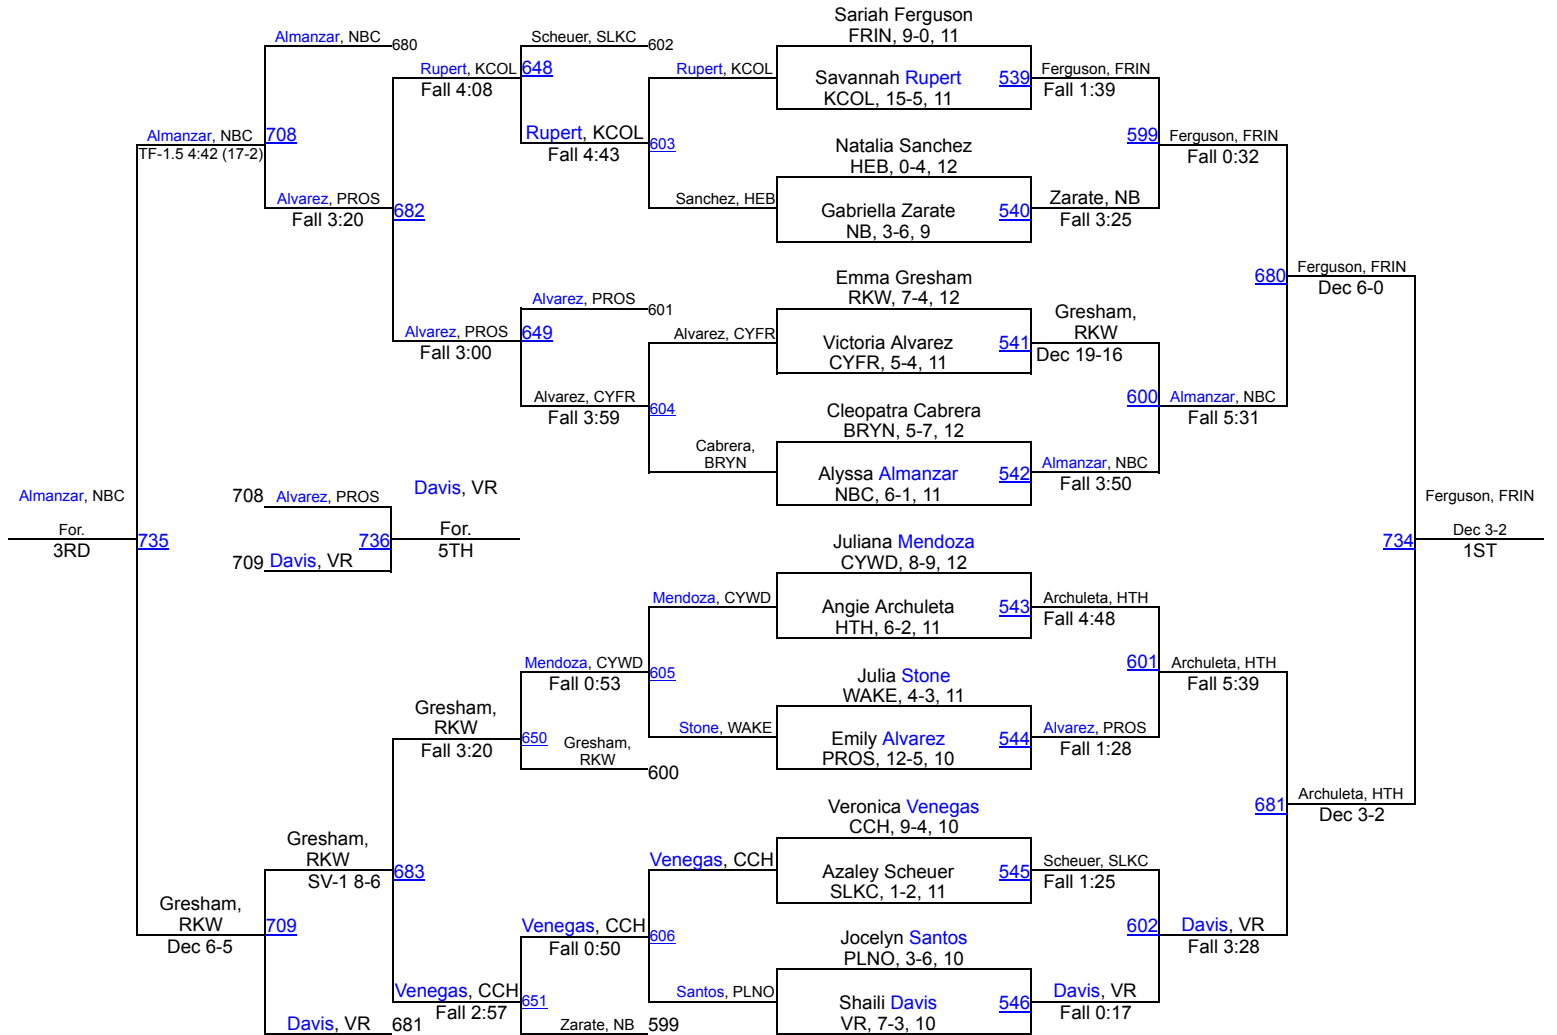 Sariah Ferguson
FRIN, 9-0, 11
Almanzar, NBC 680
Scheuer, SLKC 602
Rupert, KCOL 648
Fall 4:08
Rupert, KCOL
Savannah Rupert 539
KCOL, 15-5, 11
Ferguson, FRIN
Fall 1:39
Almanzar, NBC 708
TF-1.5 4:42 (17-2)
Rupert, KCOL 603
Fall 4:43
Natalia Sanchez
HEB, 0-4, 12
599 Ferguson, FRIN
Fall 0:32
Alvarez, PROS 682
Fall 3:20
Sanchez, HEB
Gabriella Zarate 540
NB, 3-6, 9
Zarate, NB
Fall 3:25
Emma Gresham
RKW, 7-4, 12
680 Ferguson, FRIN
Dec 6-0
Alvarez, PROS 601
Alvarez, PROS 649
Fall 3:00
Alvarez, CYFR
Victoria Alvarez 541
CYFR, 5-4, 11
Gresham,
RKW
Dec 19-16
Alvarez, CYFR 604
Fall 3:59
Cleopatra Cabrera
BRYN, 5-7, 12
600 Almanzar, NBC
Fall 5:31
Cabrera,
BRYN
Alyssa Almanzar 542
NBC, 6-1, 11
Almanzar, NBC
Fall 3:50
Almanzar, NBC
For.
3RD
735
708 Alvarez, PROS
709 Davis, VR
736
Davis, VR
For.
5TH
Juliana Mendoza
CYWD, 8-9, 12
734
Ferguson, FRIN
Dec 3-2
1ST
Mendoza, CYWD
Angie Archuleta 543
HTH, 6-2, 11
Archuleta, HTH
Fall 4:48
Mendoza, CYWD 605
Fall 0:53
Julia Stone
WAKE, 4-3, 11
601 Archuleta, HTH
Fall 5:39
Gresham,
RKW
Fall 3:20
650
Gresham,
RKW
600
Stone, WAKE
Emily Alvarez 544
PROS, 12-5, 10
Alvarez, PROS
Fall 1:28
Veronica Venegas
CCH, 9-4, 10
681 Archuleta, HTH
Dec 3-2
Gresham,
RKW
SV-1 8-6
683
Venegas, CCH
Azaley Scheuer 545
SLKC, 1-2, 11
Scheuer, SLKC
Fall 1:25
Gresham,
RKW
Dec 6-5
709
Venegas, CCH 606
Fall 0:50
Jocelyn Santos
PLNO, 3-6, 10
602 Davis, VR
Fall 3:28
Venegas, CCH 651
Fall 2:57
Santos, PLNO
Shaili Davis 546
VR, 7-3, 10
Davis, VR
Fall 0:17
Davis, VR 681
Zarate, NB 599